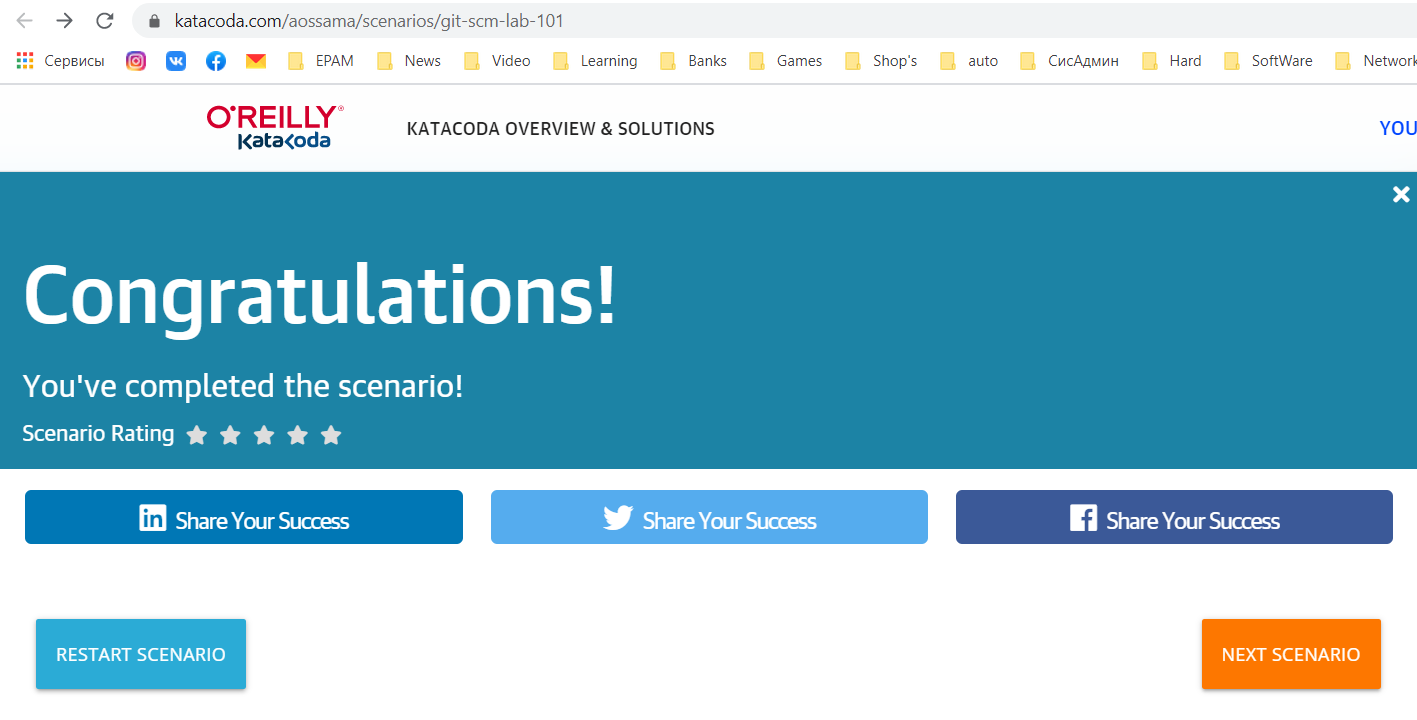 katacoda.com/aossama/scenarios/git-scm-lab-101
Сервисы EPAM News Video Learning Banks Games Shop's auto СисАдмин Hard SoftWare Network
O'REILLY®
KataKoda
KATACODA OVERVIEW & SOLUTIONS
YOU
Congratulations!
You've completed the scenario!
Scenario Rating
Share Your Success
Share Your Success
Share Your Success
RESTART SCENARIO
NEXT SCENARIO